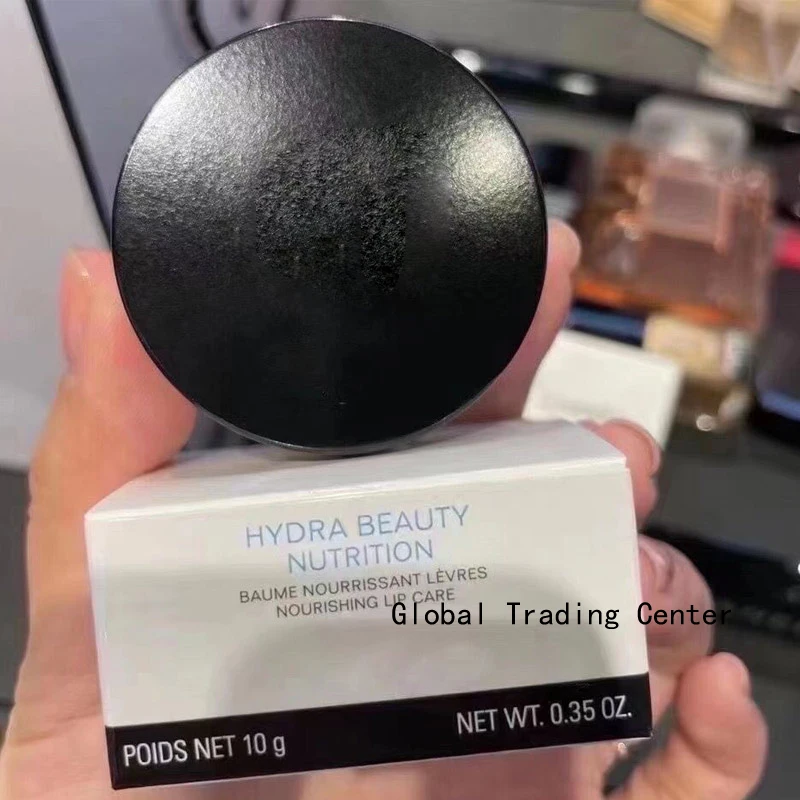 HYDRA BEAUTY
NUTRITION
BAUME NOURRISSANT LÈVRES
NOURISHING LIP CARE
Global Trading Center
POIDS NET 10 g
NET WT. 0.35 OZ.